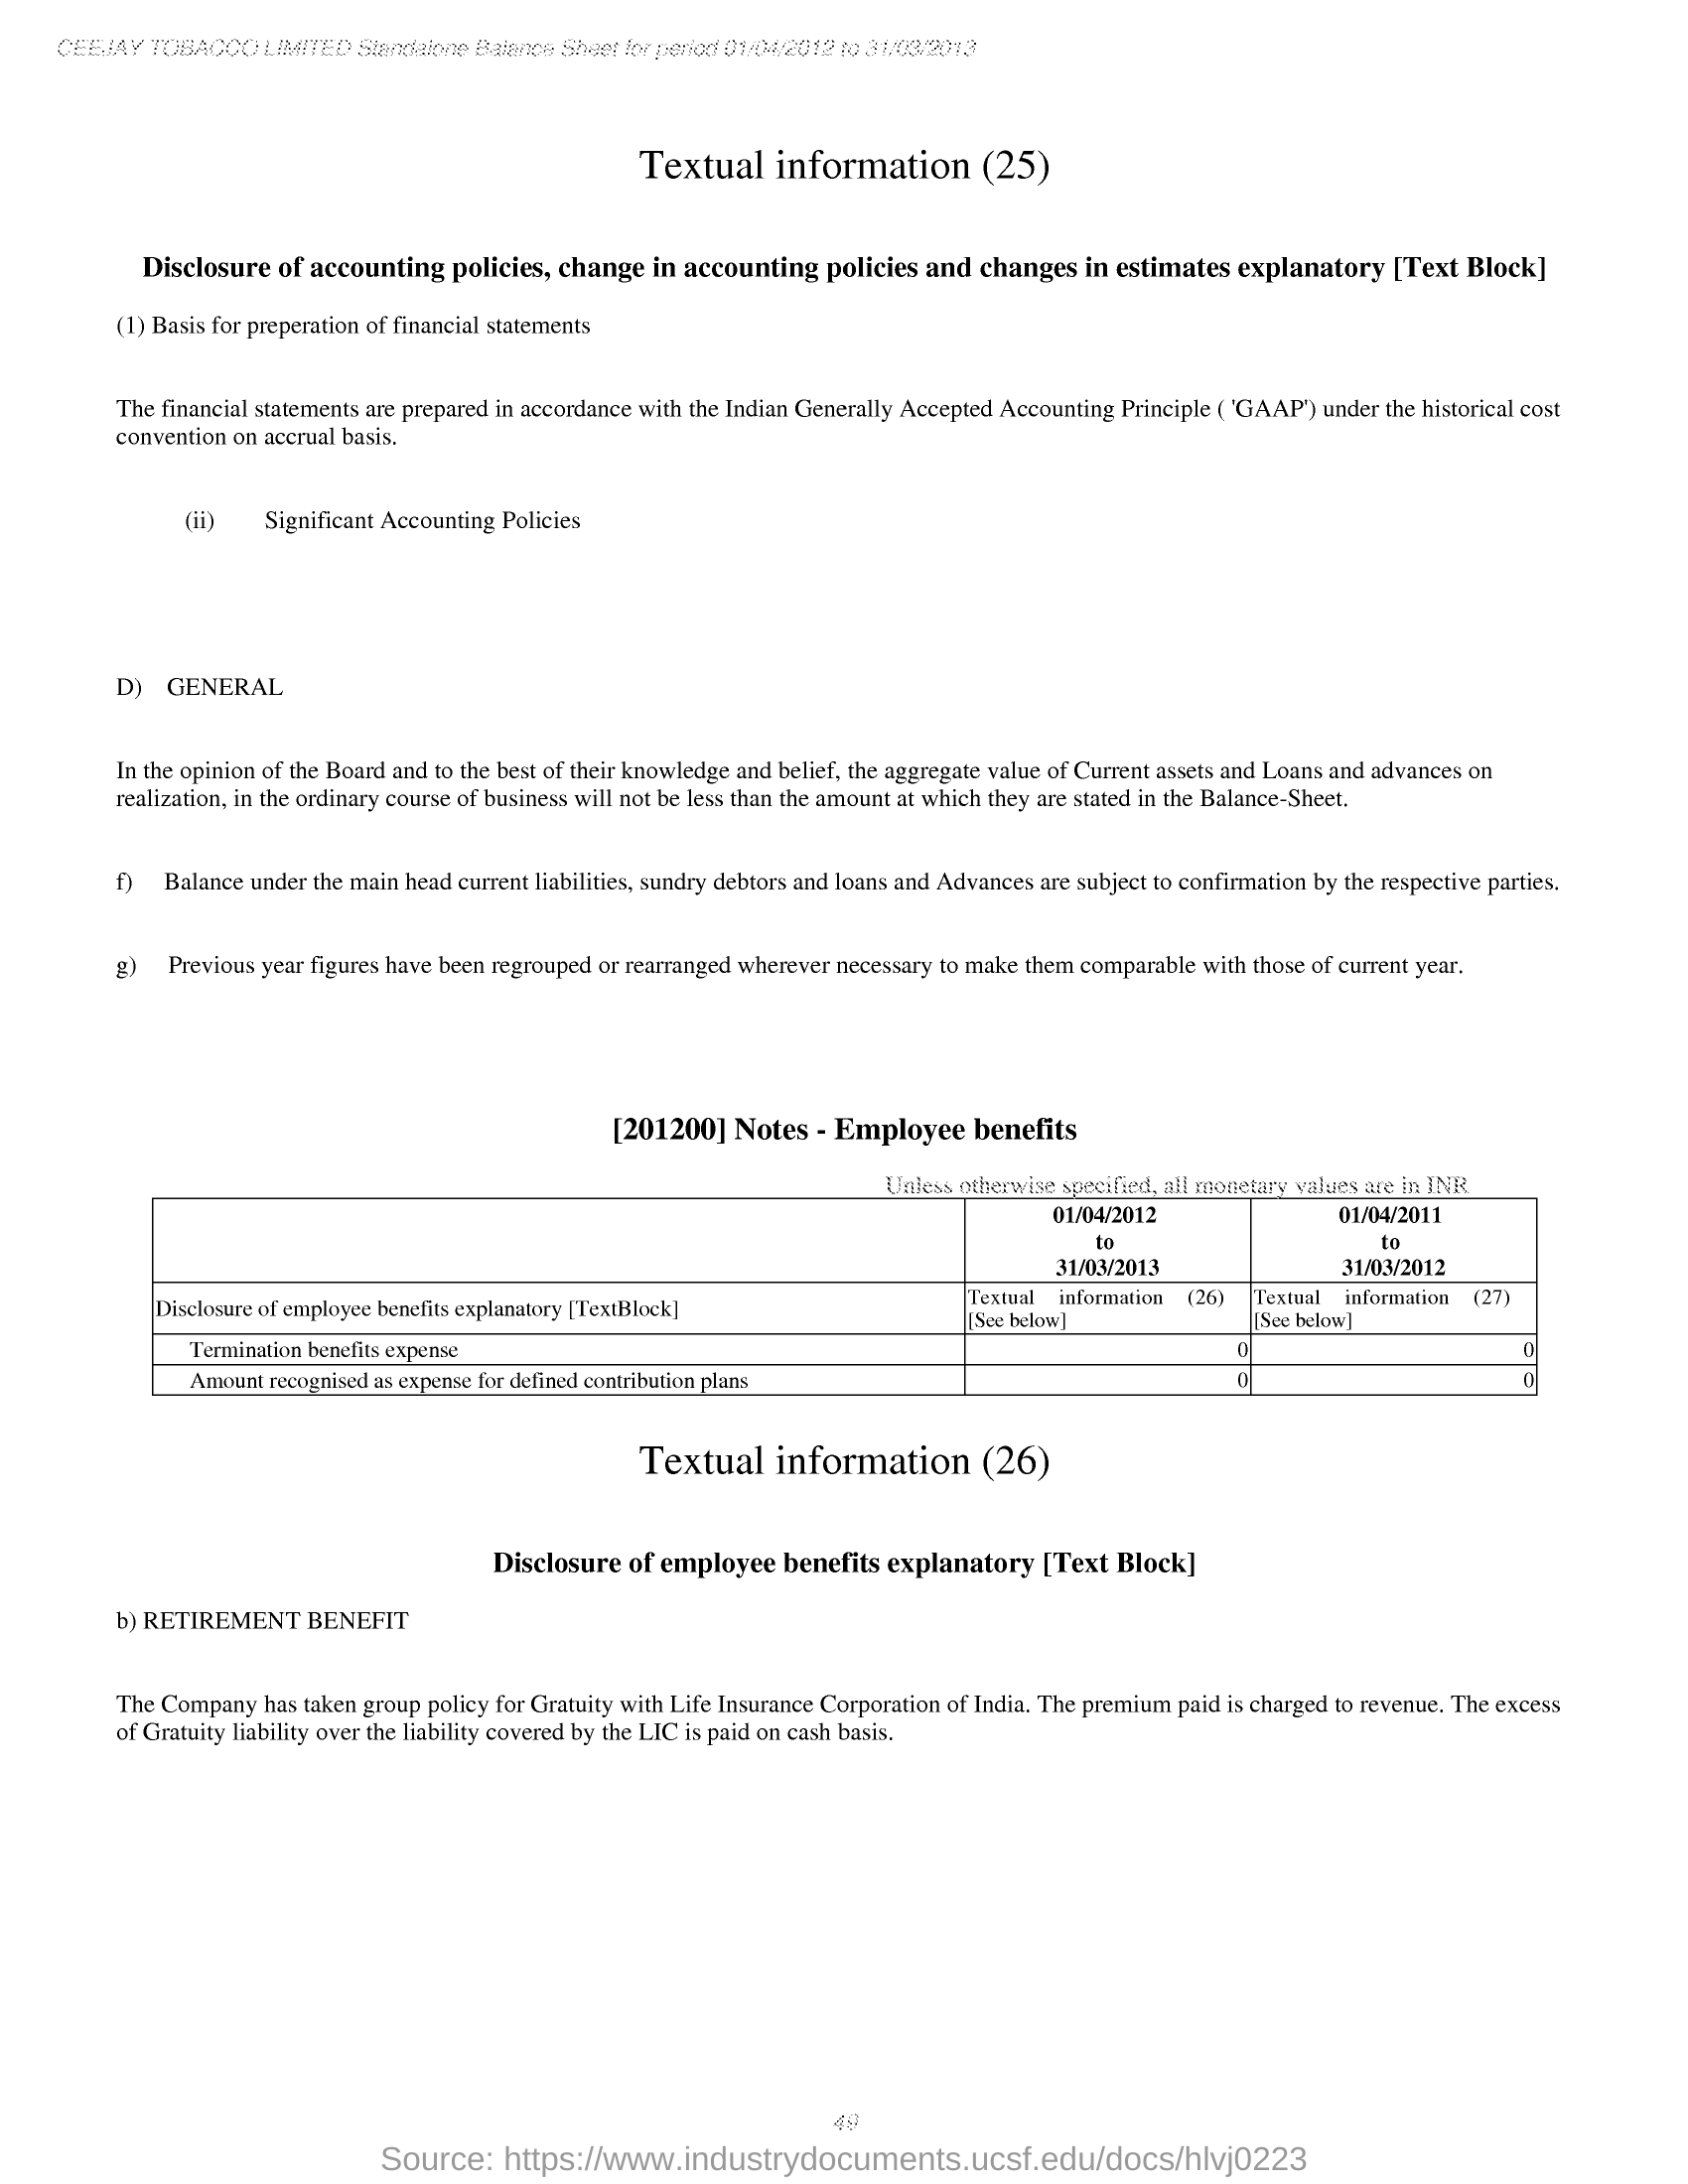 CEEJAY TOBACCO LIMITED Standalone Balance Sheet for period 01/04/2012 to 31/03/2013
Textual information (25)
Disclosure of accounting policies, change in accounting policies and changes in estimates explanatory [Text Block]
(1) Basis for preperation of financial statements
The financial statements are prepared in accordance with the Indian Generally Accepted Accounting Principle ( 'GAAP') under the historical cost
convention on accrual basis.
(ii) Significant Accounting Policies
D) GENERAL
In the opinion of the Board and to the best of their knowledge and belief, the aggregate value of Current assets and Loans and advances on
realization, in the ordinary course of business will not be less than the amount at which they are stated in the Balance-Sheet.
f) Balance under the main head current liabilities, sundry debtors and loans and Advances are subject to confirmation by the respective parties.
g) Previous year figures have been regrouped or rearranged wherever necessary to make them comparable with those of current year.
[201200] Notes - Employee benefits
Unless otherwise specified, all monetary values are in INR
01/04/2012 01/04/2011
to to
31/03/2013 31/03/2012
Disclosure of employee benefits explanatory [TextBlock] Textual information (26) Textual information (27)
[See below] [See below]
Termination benefits expense 0 0
Amount recognised as expense for defined contribution plans 0 0
Textual information (26)
Disclosure of employee benefits explanatory [Text Block]
b) RETIREMENT BENEFIT
The Company has taken group policy for Gratuity with Life Insurance Corporation of India. The premium paid is charged to revenue. The excess
of Gratuity liability over the liability covered by the LIC is paid on cash basis.
49
Source: https://www.industrydocuments.ucsf.edu/docs/hlvj0223